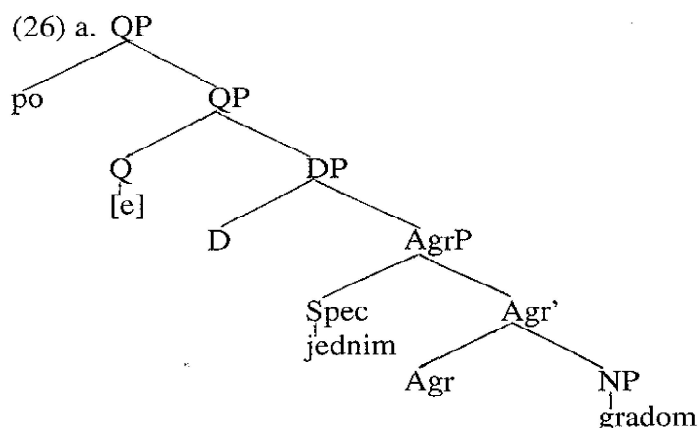 (26) a. QP
po QP
Q DP
[e]
D AgrP
Spec Agr’
jednim
Agr NP
gradom